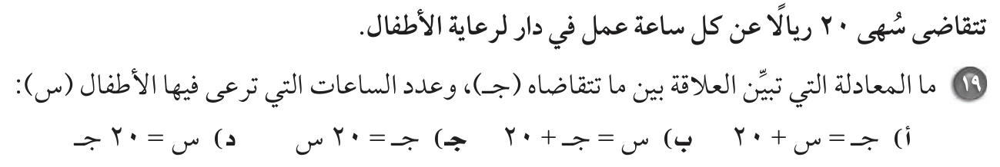 تتقاضى سُهى ٢٠ ريالًا عن كل ساعة عمل في دار لرعاية الأطفال.
١٩ ما المعادلة التي تبيِّن العلاقة بين ما تتقاضاه (جـ)، وعدد الساعات التي ترعى فيها الأطفال (س):
أ) جـ = س + ٢٠ ب) س = جـ + ٢٠ جـ) جـ = ٢٠ س د) س = ٢٠ جـ